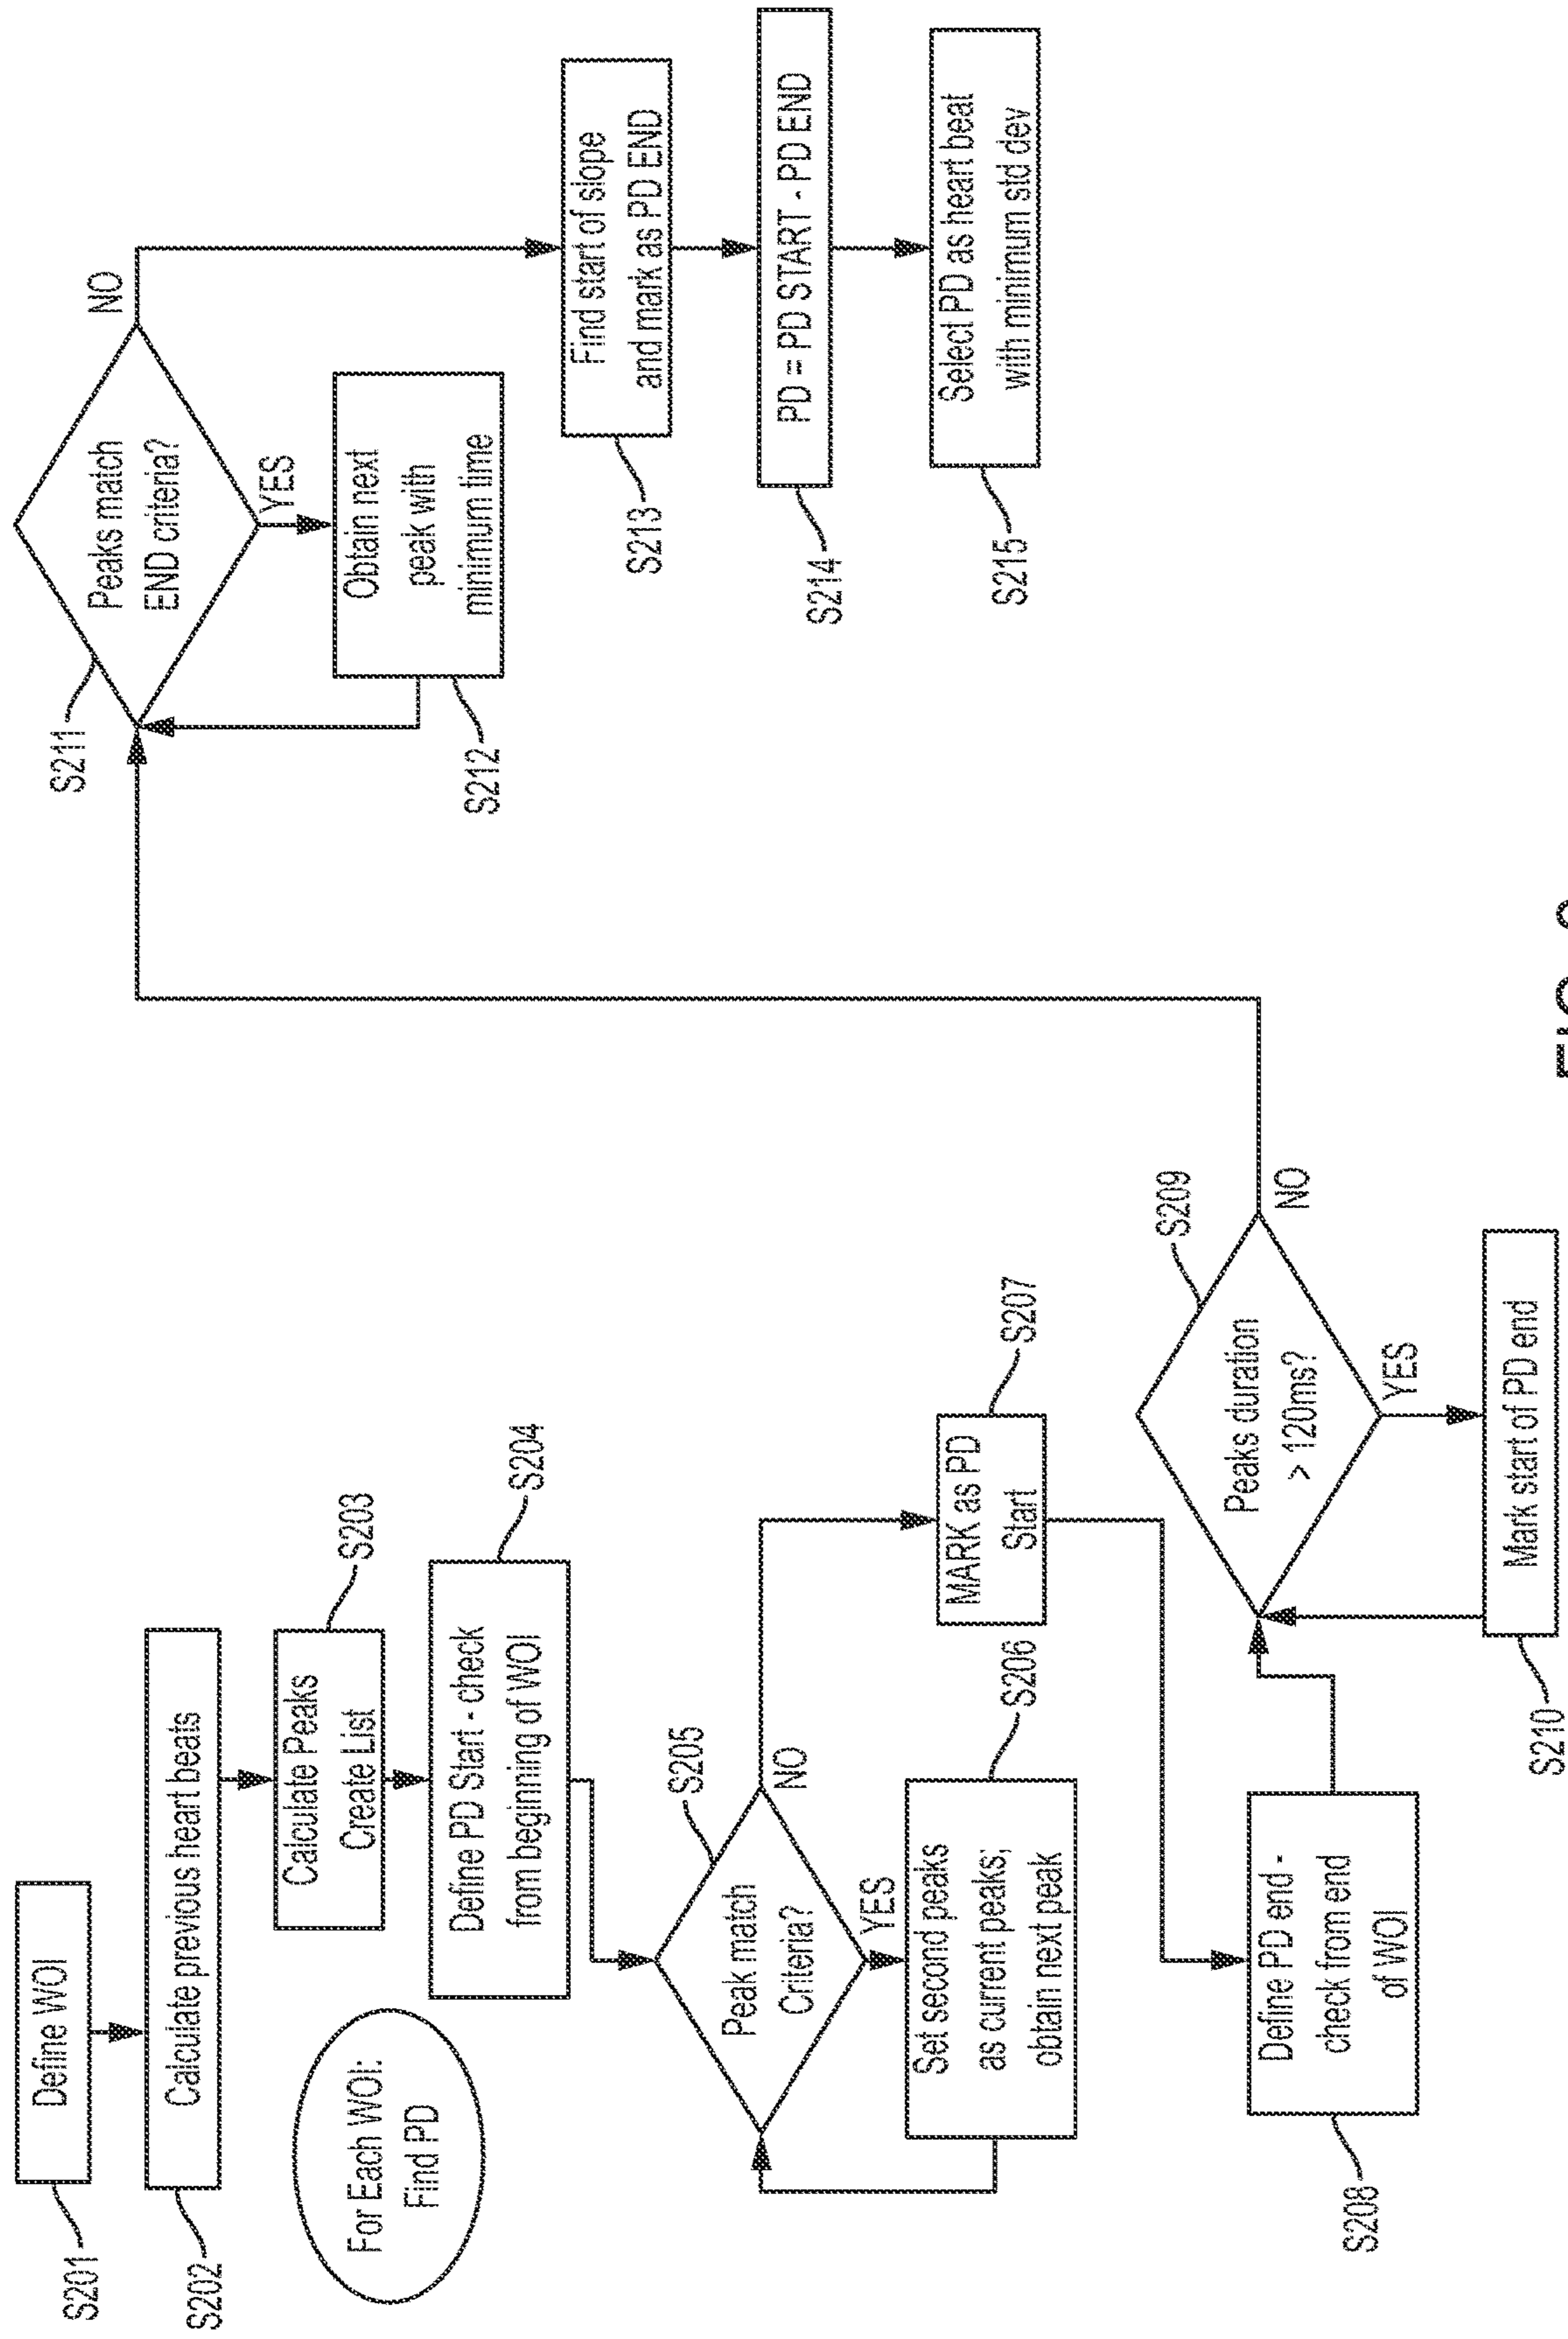 S201
Define WOI
S202
Calculate previous heart beats
For Each WOI:
Find PD
S203
Calculate Peaks
Create List
S204
Define PD Start - check
from beginning of WOI
S205
Peak match
Criteria?
YES
NO
S206
Set second peaks
as current peaks;
obtain next peak
S207
MARK as PD
Start
S208
Define PD end -
check from end
of WOI
S209
Peaks duration
> 120ms?
YES
NO
S210
Mark start of PD end
S211
Peaks match
END criteria?
YES
NO
S212
Obtain next
peak with
minimum time
S213
Find start of slope
and mark as PD END
S214
PD = PD START - PD END
S215
Select PD as heart beat
with minimum std dev